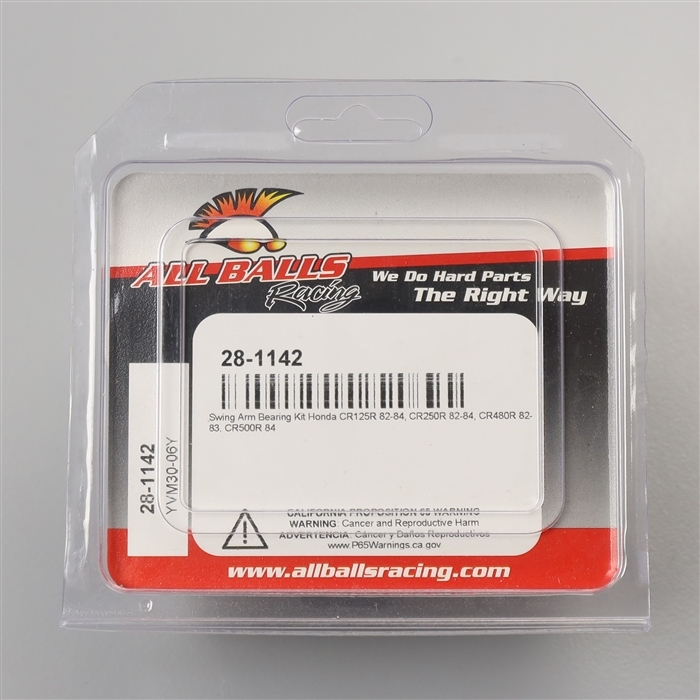 ALL BALLS
Racing
We Do Hard Parts
The Right Way
28-1142
Swing Arm Bearing Kit Honda CR125R 82-84, CR250R 82-84, CR480R 82-
83, CR500R 84
28-1142
YVM30-06Y
CALIFORNIA PROPOSITION 65 WARNING
WARNING: Cancer and Reproductive Harm
ADVERTENCIA: Cáncer y Daños Reproductivos
www.P65Warnings.ca.gov
www.allballsracing.com